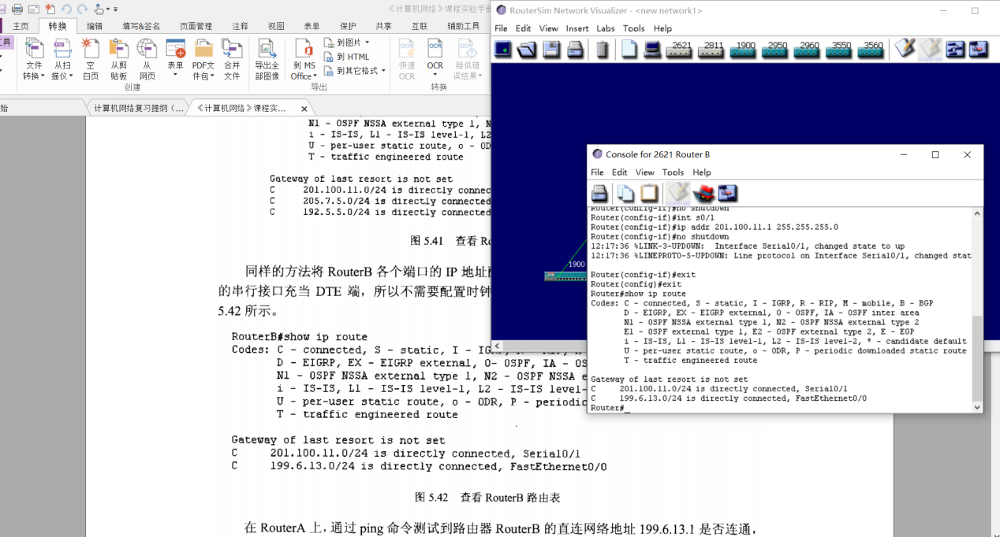 《计算机网络》课程实验手册
主页 转换 编辑 填写&签名 页面管理 注释 视图 表单 保护 共享 互联 辅助工具
工具
文件转换
从扫描仪
空白页
从剪贴板
从网页
表单
PDF文件包
合并文件
创建
导出全部图像
到 MS Office
到图片
到 HTML
到其它格式
导出
快速OCR
OCR
疑似错误结果
转换
始
计算机网络复习提纲（...
《计算机网络》课程实...
N1 - OSPF NSSA external type 1, N
i - IS-IS, L1 - IS-IS level-1, L2
U - per-user static route, o - OD
T - traffic engineered route
Gateway of last resort is not set
C 201.100.11.0/24 is directly connec
C 205.7.5.0/24 is directly connected
C 192.5.5.0/24 is directly connected
图 5.41 查看 Ro
同样的方法将 RouterB 各个端口的 IP 地址
的串行接口充当 DTE 端，所以不需要配置时钟
5.42 所示。
RouterB#show ip route
Codes: C - connected, S - static, I - IG
D - EIGRP, EX - EIGRP external, O- OSPF, IA - OS
N1 - OSPF NSSA external type 1, N2 - OSPF NSSA e
i - IS-IS, L1 - IS-IS level-1, L2 - IS-IS level-
U - per-user static route, o - ODR, P - periodic
T - traffic engineered route
Gateway of last resort is not set
C 201.100.11.0/24 is directly connected, Serial0/1
C 199.6.13.0/24 is directly connected, FastEthernet0/0
图 5.42 查看 RouterB 路由表
在 RouterA 上，通过 ping 命令测试到路由器 RouterB 的直连网络地址 199.6.13.1 是否连通，
RouterSim Network Visualizer - <new network1>
File Edit View Insert Labs Tools Help
2621 2811 1900 2950 2960 3550 3560
1900
Console for 2621 Router B
File Edit View Tools Help
Router(config-if)#no shutdown
Router(config-if)#int s0/1
Router(config-if)#ip addr 201.100.11.1 255.255.255.0
Router(config-if)#no shutdown
12:17:36 %LINK-3-UPDOWN: Interface Serial0/1, changed state to up
12:17:36 %LINEPROTO-5-UPDOWN: Line protocol on Interface Serial0/1, changed stat
Router(config-if)#exit
Router(config)#exit
Router#show ip route
Codes: C - connected, S - static, I - IGRP, R - RIP, M - mobile, B - BGP
D - EIGRP, EX - EIGRP external, O - OSPF, IA - OSPF inter area
N1 - OSPF NSSA external type 1, N2 - OSPF NSSA external type 2
E1 - OSPF external type 1, E2 - OSPF external type 2, E - EGP
i - IS-IS, L1 - IS-IS level-1, L2 - IS-IS level-2, * - candidate default
U - per-user static route, o - ODR, P - periodic downloaded static route
T - traffic engineered route
Gateway of last resort is not set
C 201.100.11.0/24 is directly connected, Serial0/1
C 199.6.13.0/24 is directly connected, FastEthernet0/0
Router#_